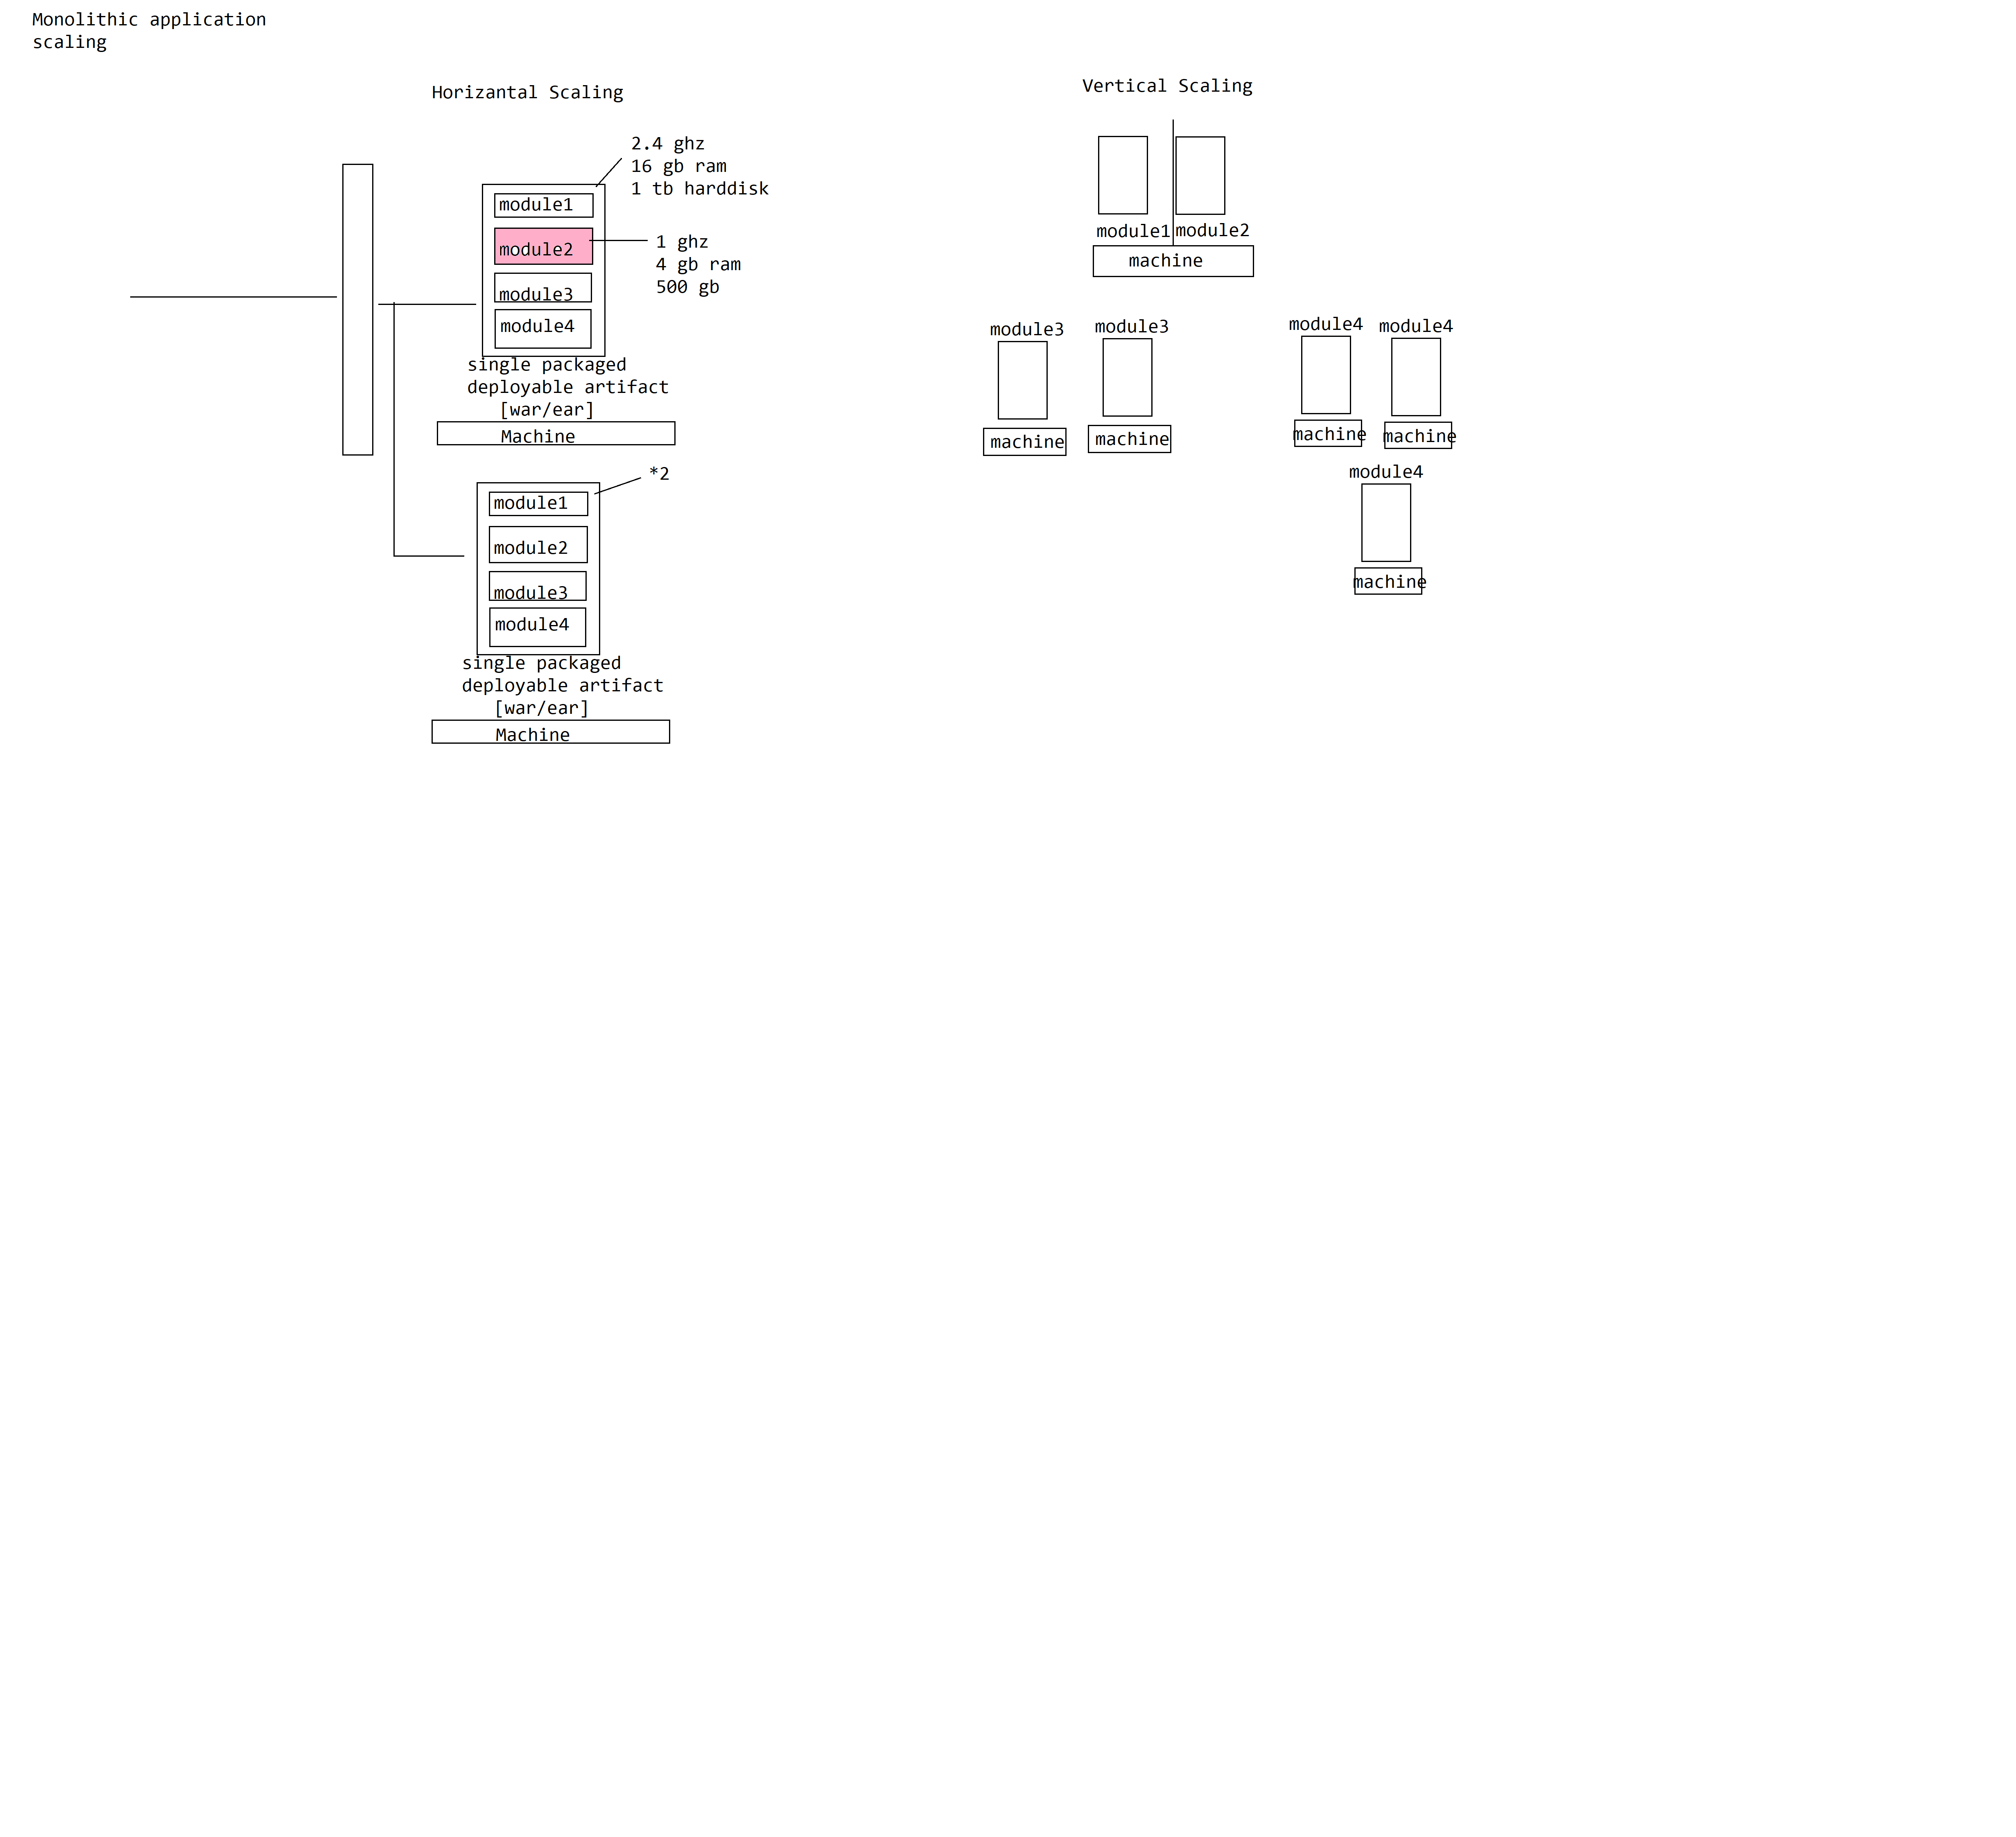 Monolithic application
scaling
Horizantal Scaling
2.4 ghz
16 gb ram
1 tb harddisk
module1
module2
1 ghz
4 gb ram
500 gb
module3
module4
single packaged
deployable artifact
[war/ear]
Machine
*2
module1
module2
module3
module4
single packaged
deployable artifact
[war/ear]
Machine
Vertical Scaling
module1 module2
machine
module3 module3
machine machine
module4 module4
machine machine
module4
machine